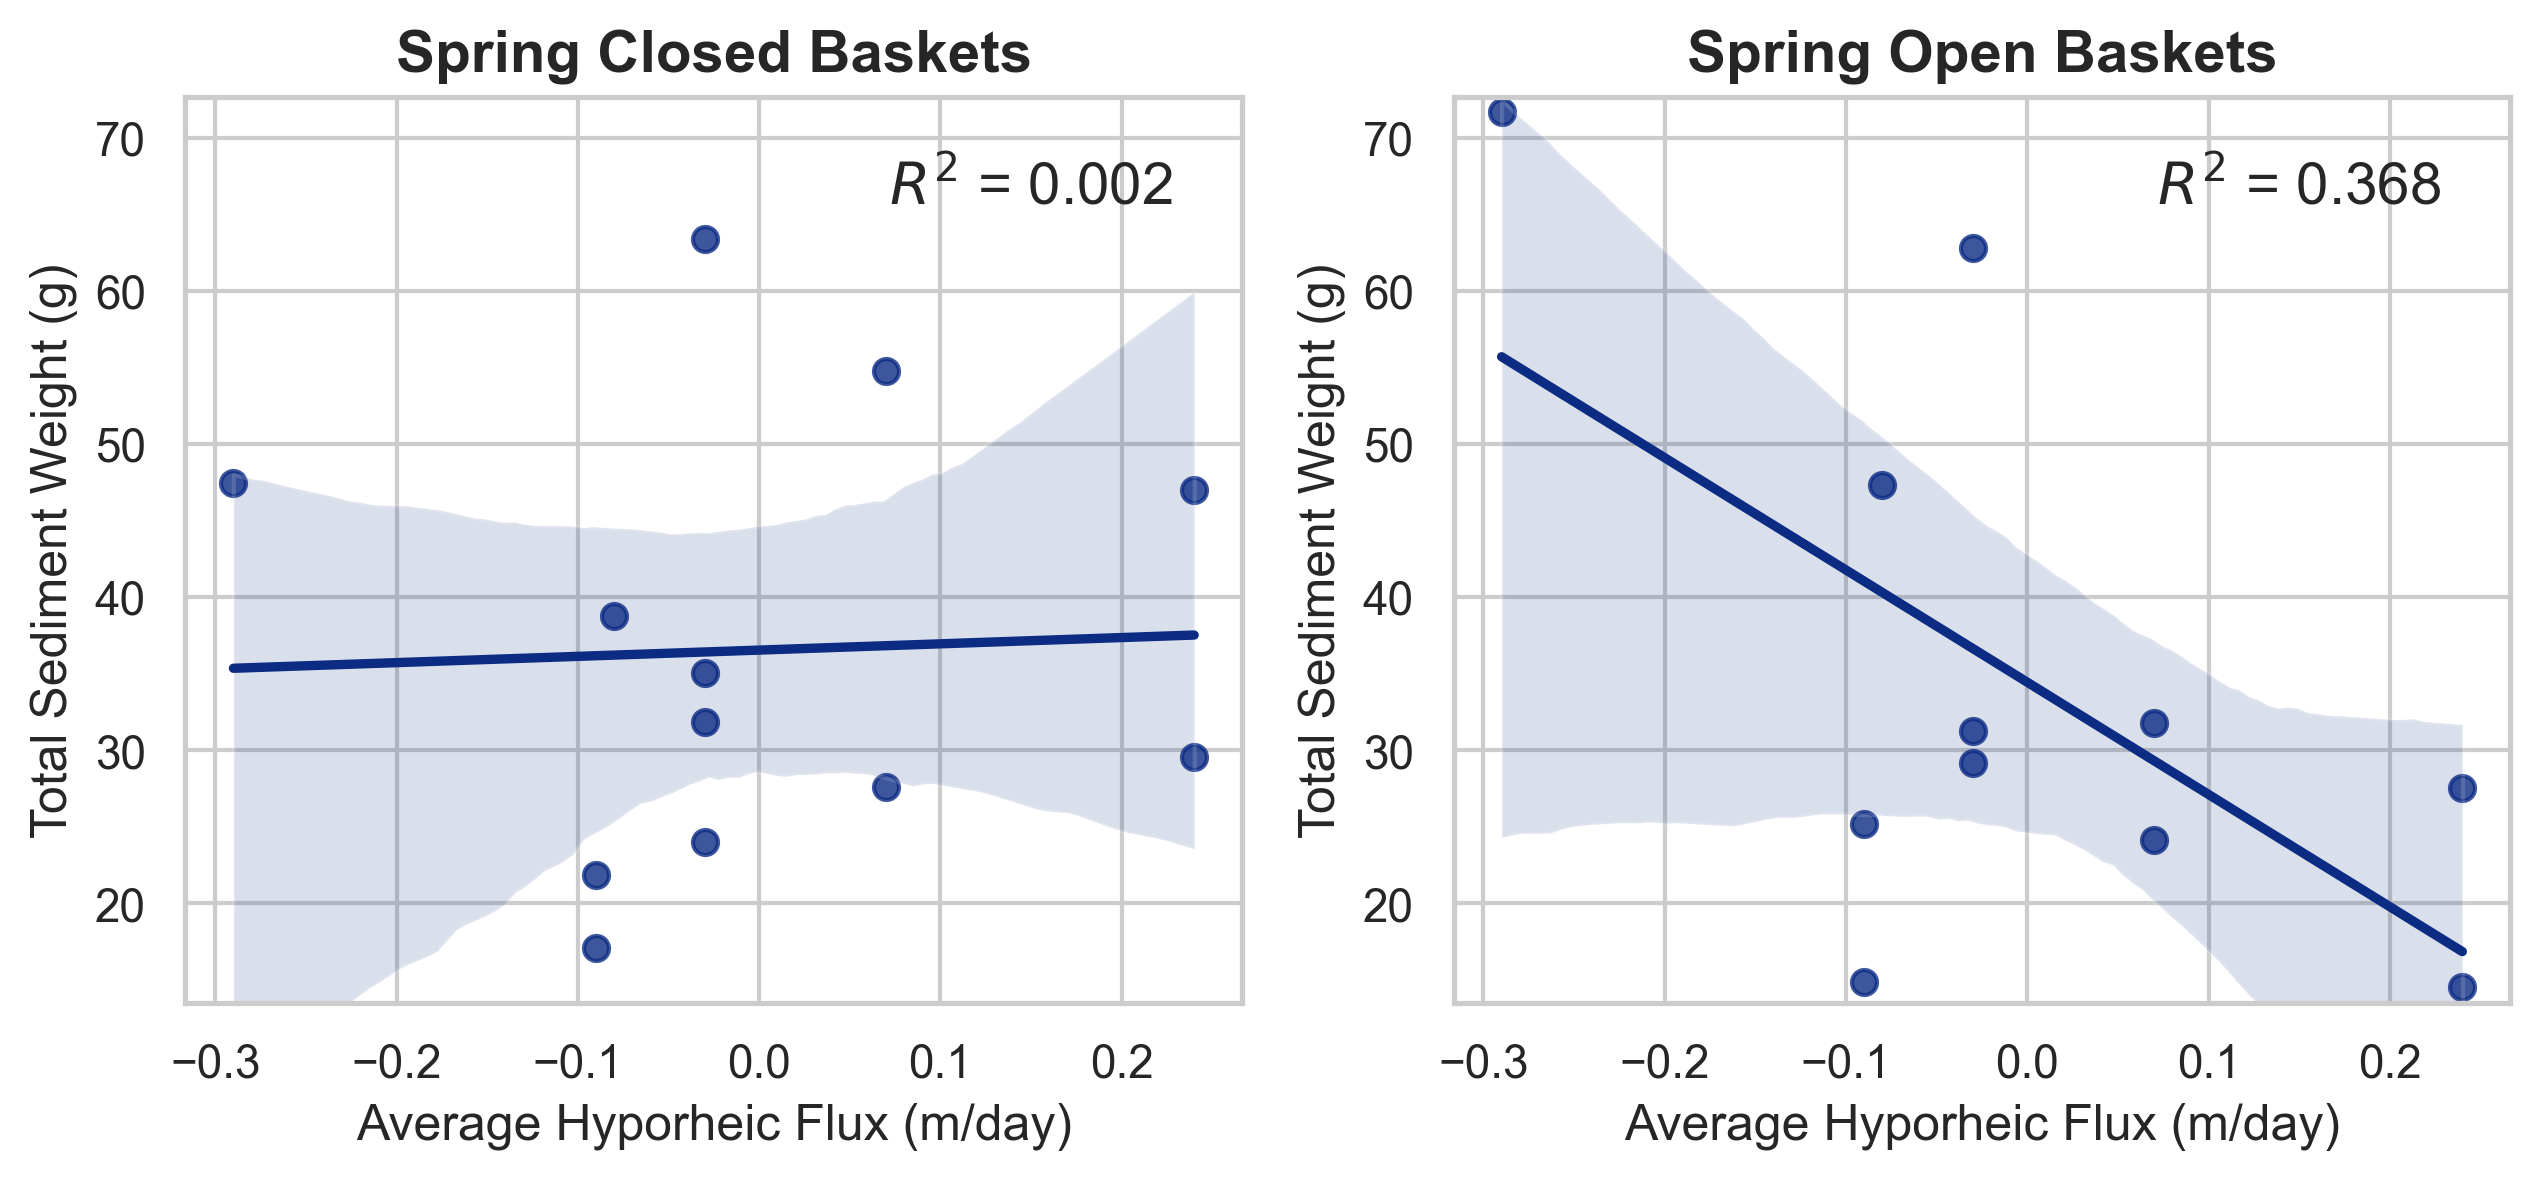 Spring Closed Baskets
R² = 0.002
Total Sediment Weight (g)
70
60
50
40
30
20
−0.3 −0.2 −0.1 0.0 0.1 0.2
Average Hyporheic Flux (m/day)
Spring Open Baskets
R² = 0.368
Total Sediment Weight (g)
70
60
50
40
30
20
−0.3 −0.2 −0.1 0.0 0.1 0.2
Average Hyporheic Flux (m/day)